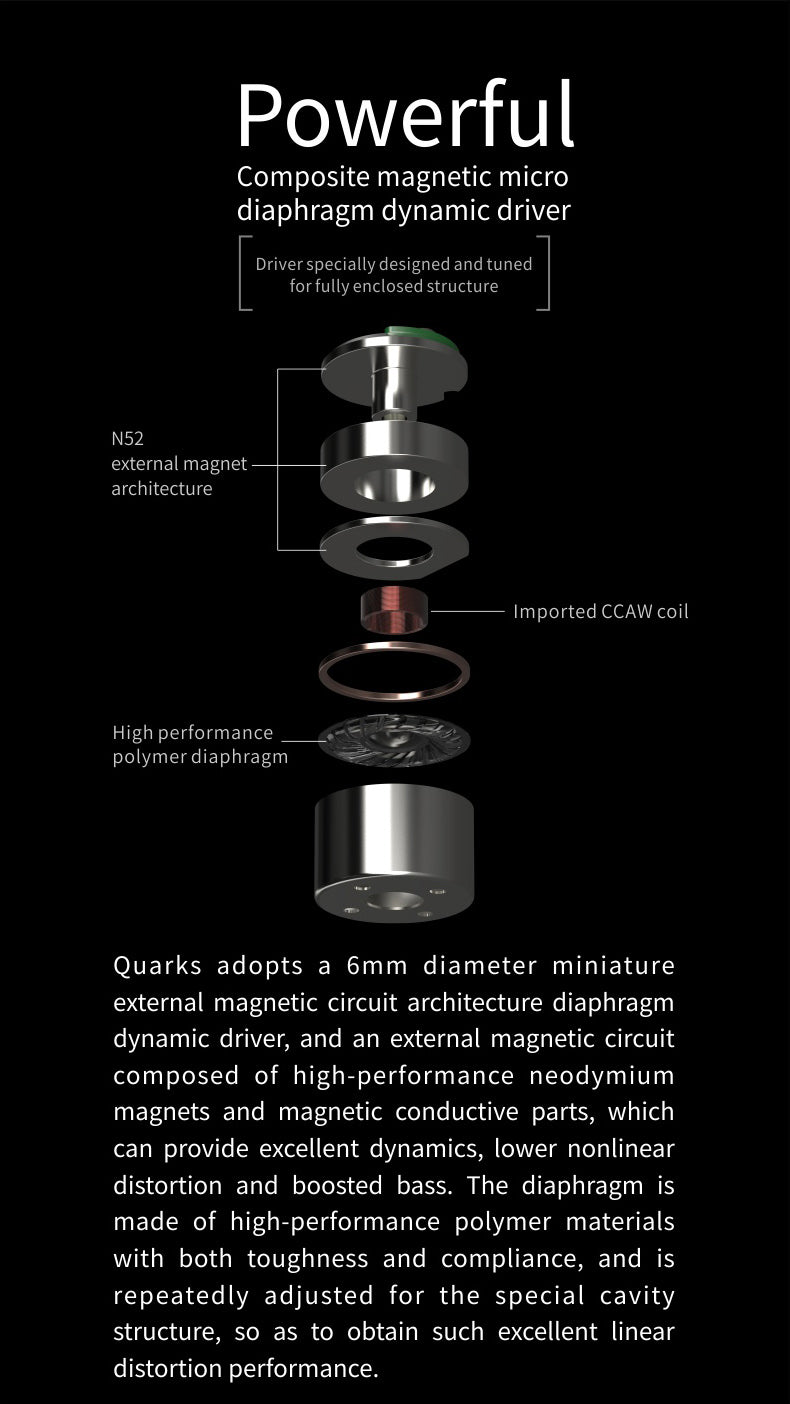 Powerful
Composite magnetic micro
diaphragm dynamic driver
Driver specially designed and tuned
for fully enclosed structure
N52
external magnet
architecture
Imported CCAW coil
High performance
polymer diaphragm
Quarks adopts a 6mm diameter miniature
external magnetic circuit architecture diaphragm
dynamic driver, and an external magnetic circuit
composed of high-performance neodymium
magnets and magnetic conductive parts, which
can provide excellent dynamics, lower nonlinear
distortion and boosted bass. The diaphragm is
made of high-performance polymer materials
with both toughness and compliance, and is
repeatedly adjusted for the special cavity
structure, so as to obtain such excellent linear
distortion performance.